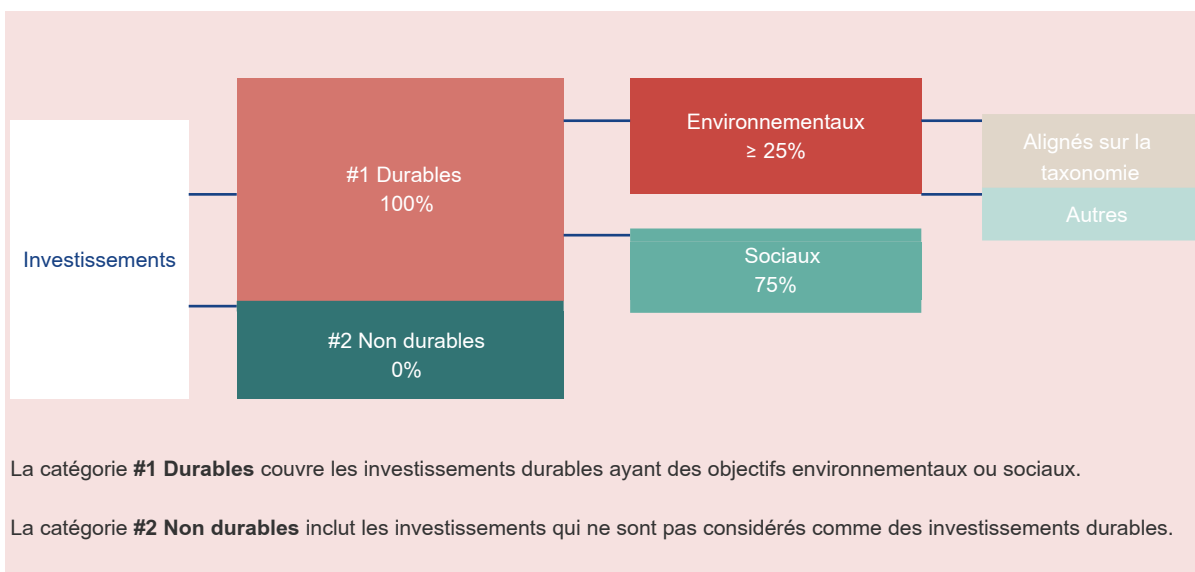 Investissements
#1 Durables
100%
#2 Non durables
0%
Environnementaux
≥ 25%
Sociaux
75%
Alignés sur la
taxonomie
Autres
La catégorie #1 Durables couvre les investissements durables ayant des objectifs environnementaux ou sociaux.
La catégorie #2 Non durables inclut les investissements qui ne sont pas considérés comme des investissements durables.